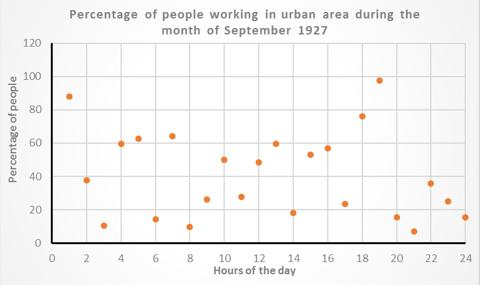 Percentage of people working in urban area during the
month of September 1927
120
100
80
60
40
20
0
Percentage of people
0 2 4 6 8 10 12 14 16 18 20 22 24
Hours of the day